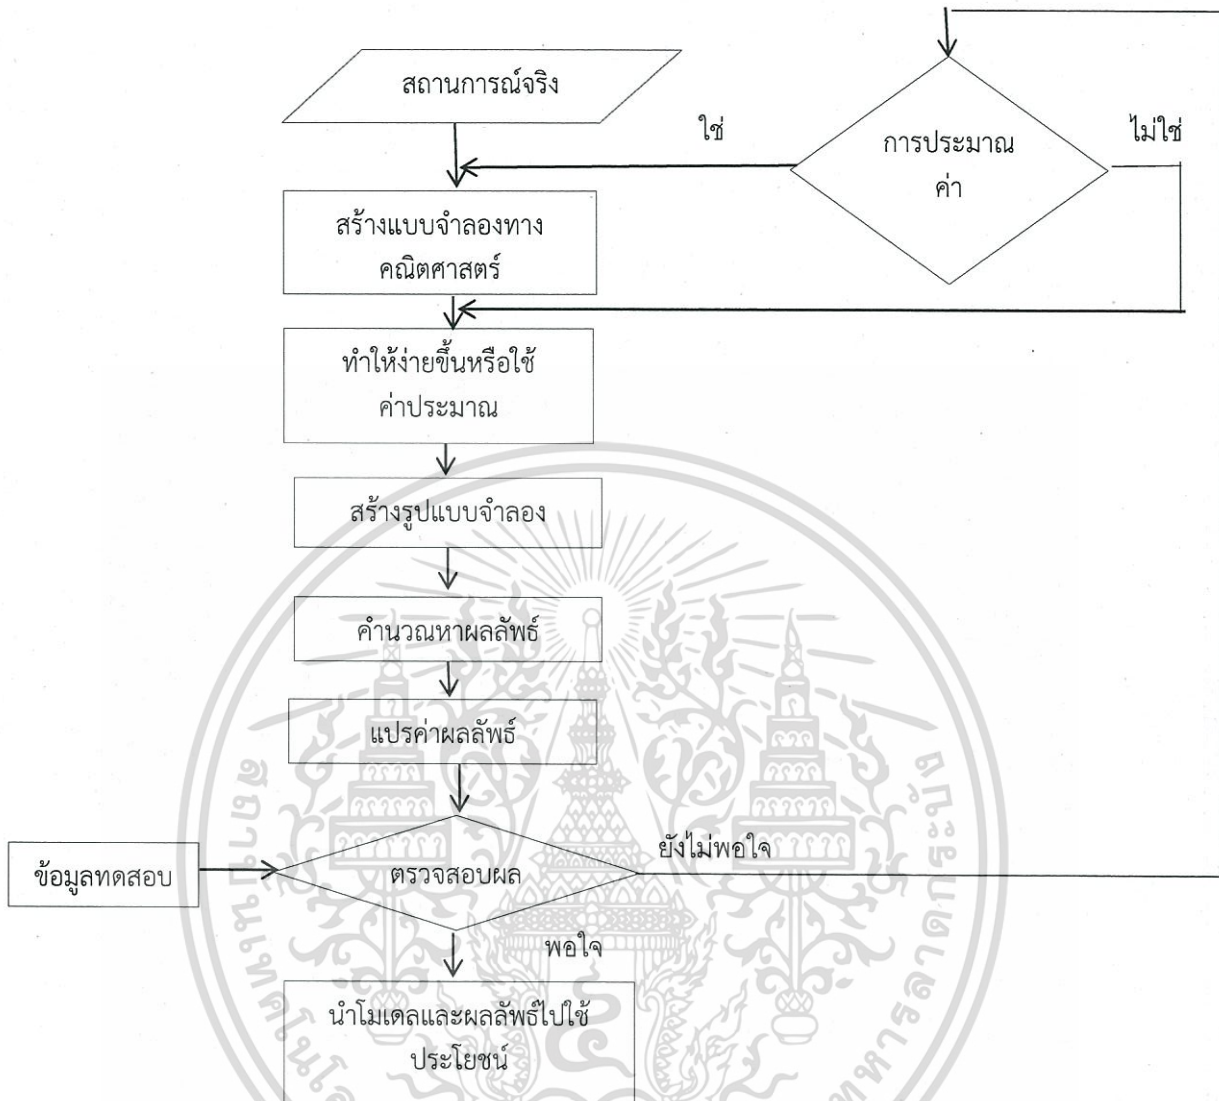 สถานการณ์จริง
ใช่
การประมาณ
ค่า
ไม่ใช่
สร้างแบบจำลองทาง
คณิตศาสตร์
ทำให้ง่ายขึ้นหรือใช้
ค่าประมาณ
สร้างรูปแบบจำลอง
คำนวณหาผลลัพธ์
แปรค่าผลลัพธ์
ข้อมูลทดสอบ
ตรวจสอบผล
ยังไม่พอใจ
พอใจ
นำโมเดลและผลลัพธ์ไปใช้
ประโยชน์